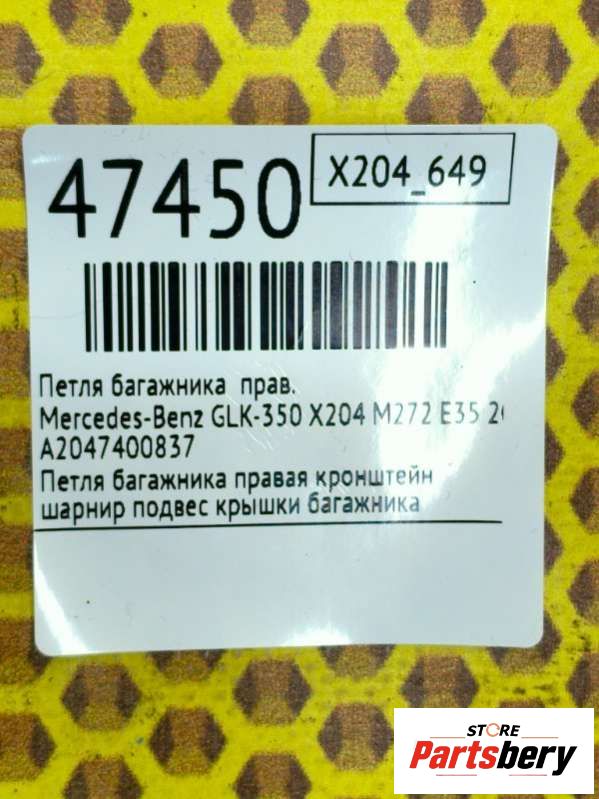 47450
X204_649
Петля багажника прав.
Mercedes-Benz GLK-350 X204 M272 E35
A2047400837
Петля багажника правая кронштейн
шарнир подвес крышки багажника
STORE
Partsbery